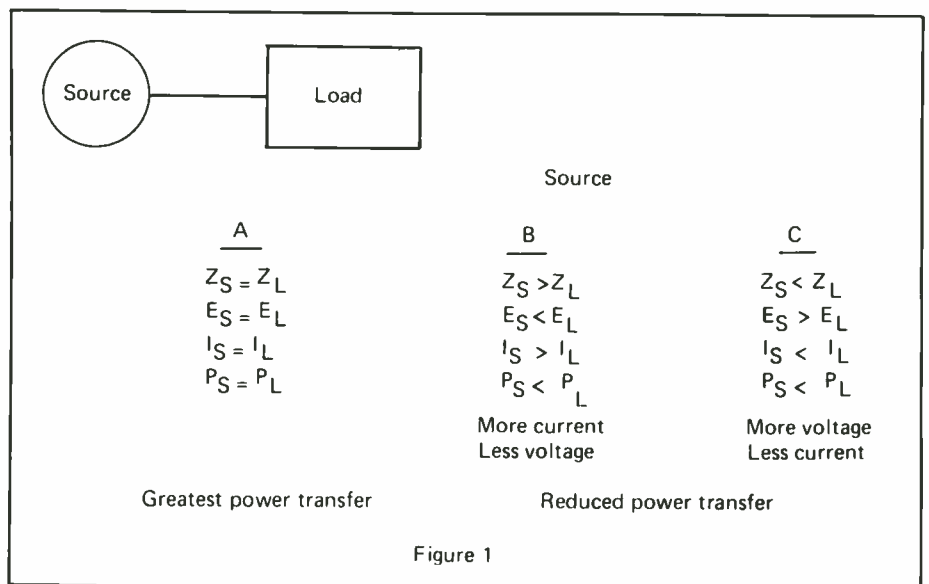 Source Load
Source
A B C
Z_S = Z_L Z_S > Z_L Z_S < Z_L
E_S = E_L E_S < E_L E_S > E_L
I_S = I_L I_S > I_L I_S < I_L
P_S = P_L P_S < P_L P_S < P_L
More current More voltage
Less voltage Less current
Greatest power transfer Reduced power transfer
Figure 1